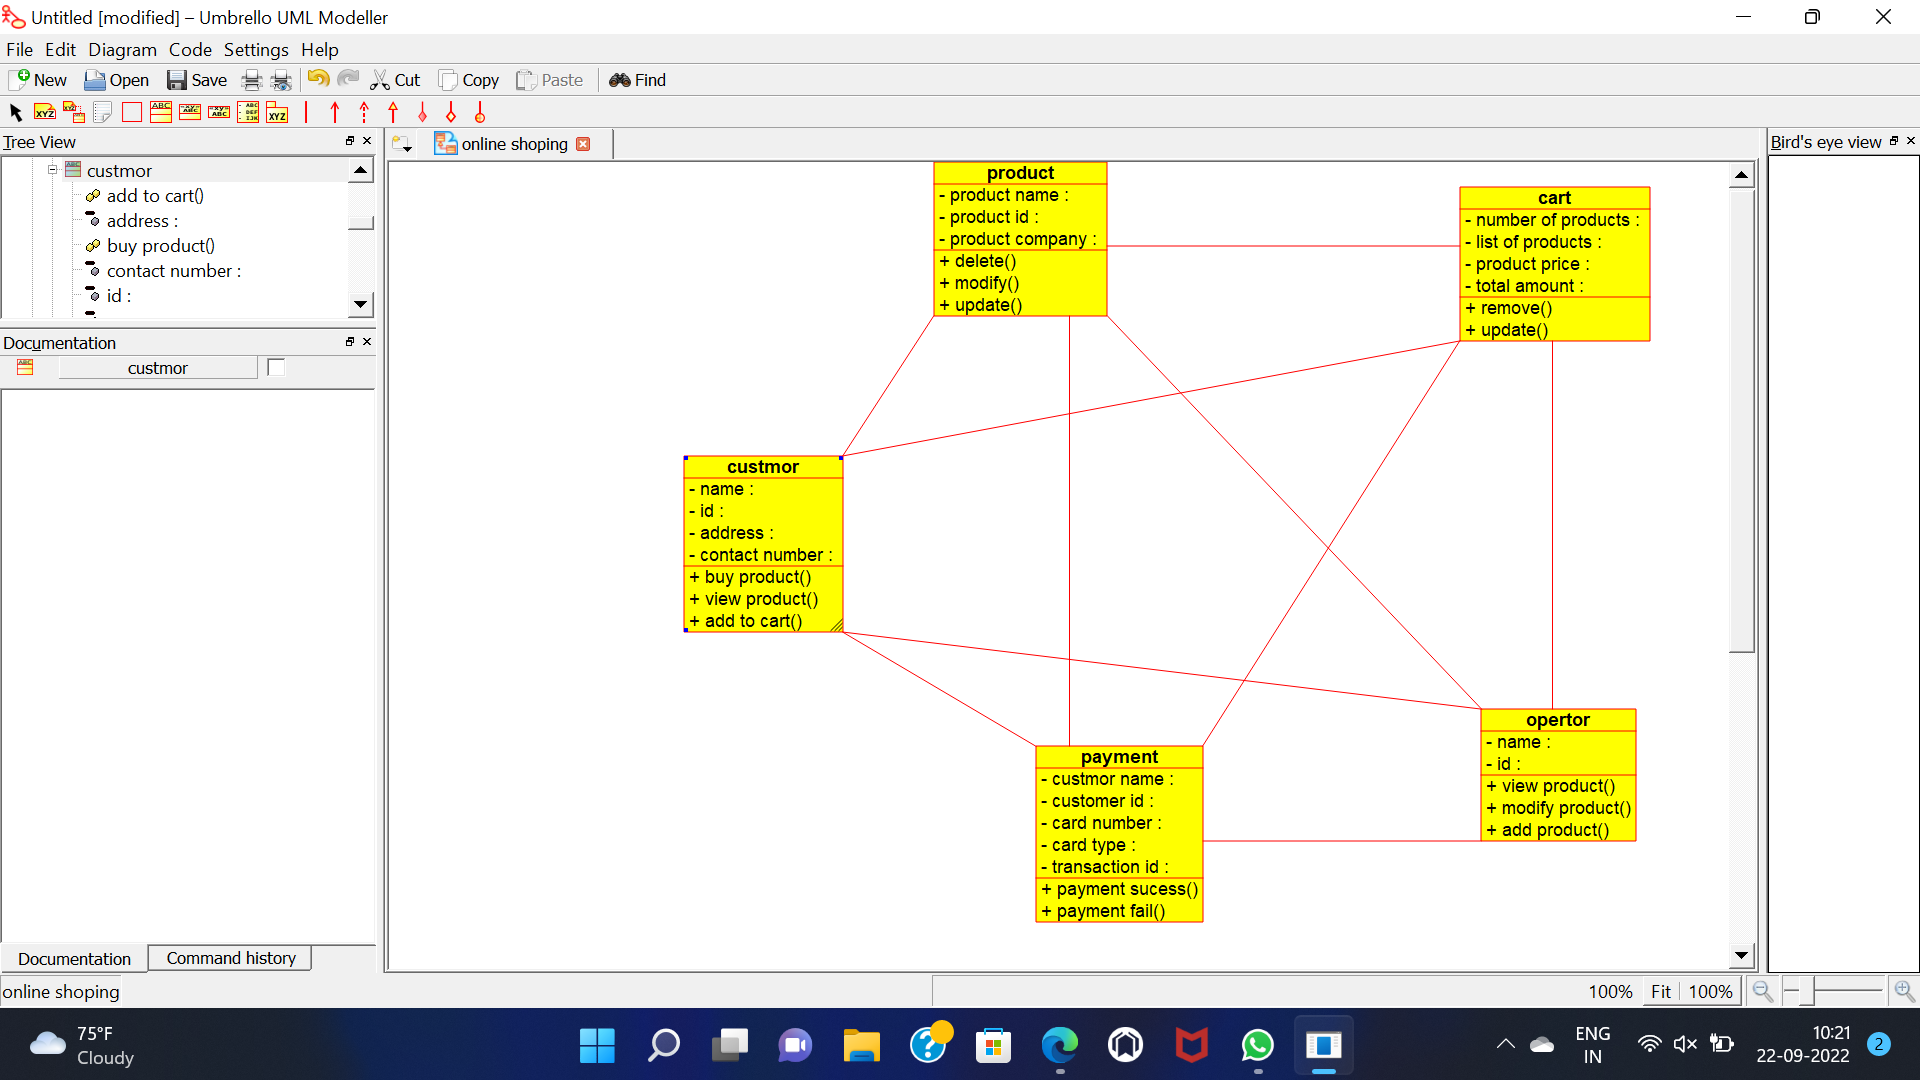 Untitled [modified] – Umbrello UML Modeller
File Edit Diagram Code Settings Help
New Open Save Cut Copy Paste Find
Tree View
custmor
add to cart()
address :
buy product()
contact number :
id :
Documentation
custmor
Documentation Command history
online shoping
online shoping
product
- product name :
- product id :
- product company :
+ delete()
+ modify()
+ update()
cart
- number of products :
- list of products :
- product price :
- total amount :
+ remove()
+ update()
custmor
- name :
- id :
- address :
- contact number :
+ buy product()
+ view product()
+ add to cart()
payment
- custmor name :
- customer id :
- card number :
- card type :
- transaction id :
+ payment sucess()
+ payment fail()
opertor
- name :
- id :
+ view product()
+ modify product()
+ add product()
Bird's eye view
100% Fit 100%
75°F
Cloudy
ENG
IN
10:21
22-09-2022
2